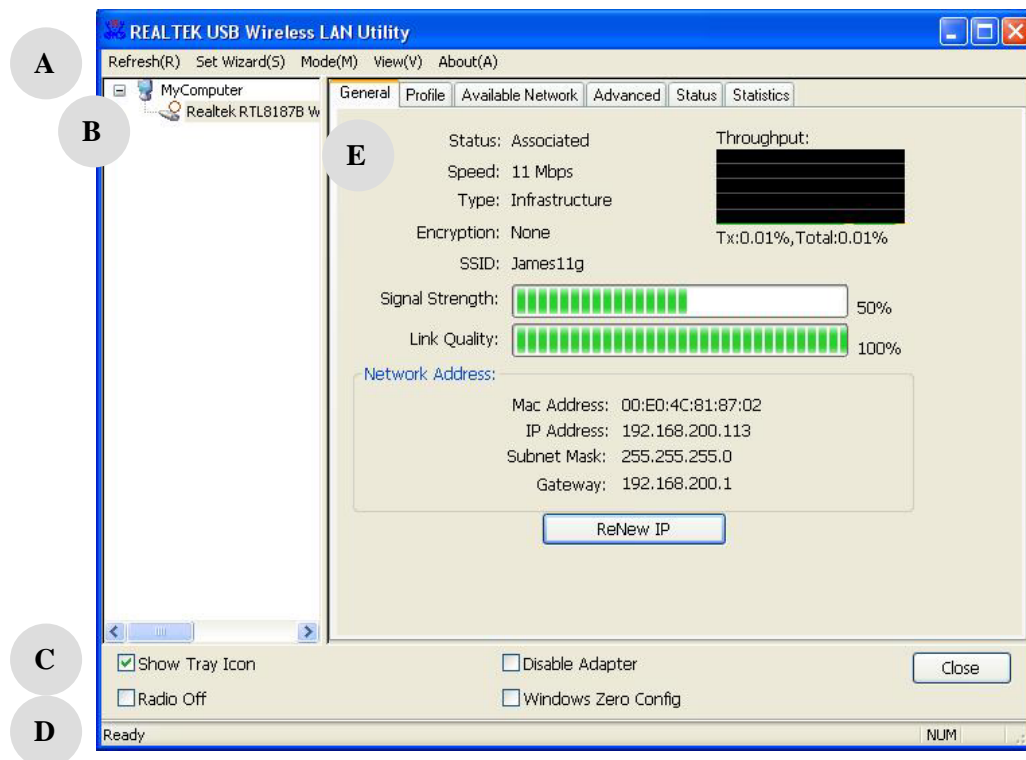 REALTEK USB Wireless LAN Utility
A
Refresh(R) Set Wizard(S) Mode(M) View(V) About(A)
MyComputer
Realtek RTL8187B W
B
General Profile Available Network Advanced Status Statistics
E
Status: Associated
Throughput:
Speed: 11 Mbps
Type: Infrastructure
Encryption: None
Tx:0.01%,Total:0.01%
SSID: James11g
Signal Strength: 50%
Link Quality: 100%
Network Address:
Mac Address: 00:E0:4C:81:87:02
IP Address: 192.168.200.113
Subnet Mask: 255.255.255.0
Gateway: 192.168.200.1
ReNew IP
C
Show Tray Icon Disable Adapter Close
Radio Off Windows Zero Config
D
Ready NUM